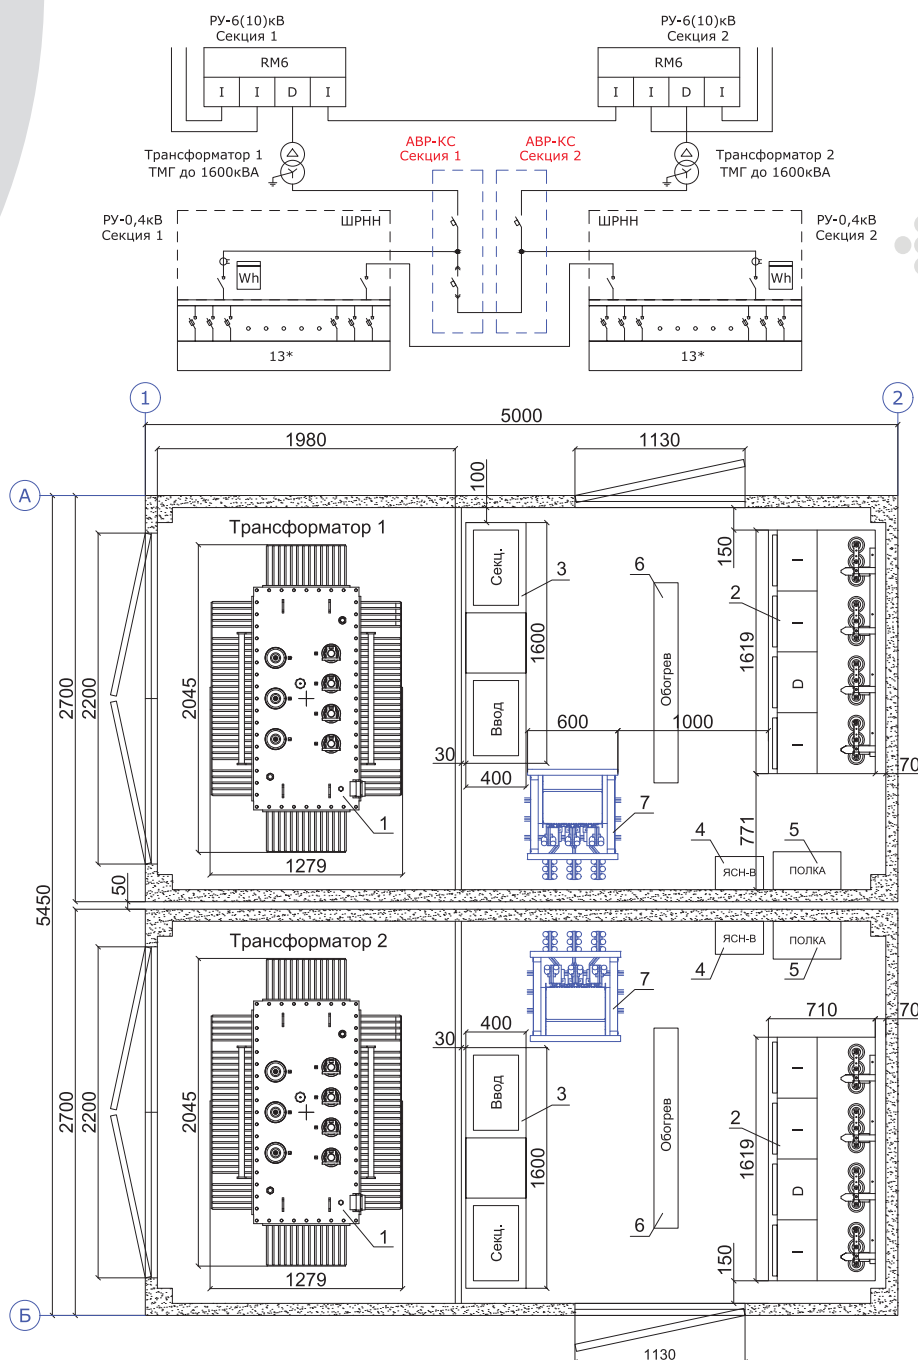 РУ-6(10)кВ
Секция 1
РУ-6(10)кВ
Секция 2
RM6
RM6
I I D I
I I D I
АВР-КС
Секция 1
АВР-КС
Секция 2
Трансформатор 1
ТМГ до 1600кВА
Трансформатор 2
ТМГ до 1600кВА
РУ-0,4кВ
Секция 1
ШРНН
ШРНН
РУ-0,4кВ
Секция 2
Wh
Wh
13*
13*
1
2
5000
1980
1130
100
А
Трансформатор 1
150
Секц.
3
6
2
I
I
D
I
1600
1619
2700
2200
2045
Обогрев
Ввод
600
1000
30
400
70
7
771
4
5
1
ЯСН-В
ПОЛКА
1279
50
5450
Трансформатор 2
ЯСН-В
ПОЛКА
4
5
7
400
710
70
30
Ввод
3
2
I
I
D
I
2700
2200
2045
1600
Обогрев
1619
Секц.
6
1
150
1279
Б
1130